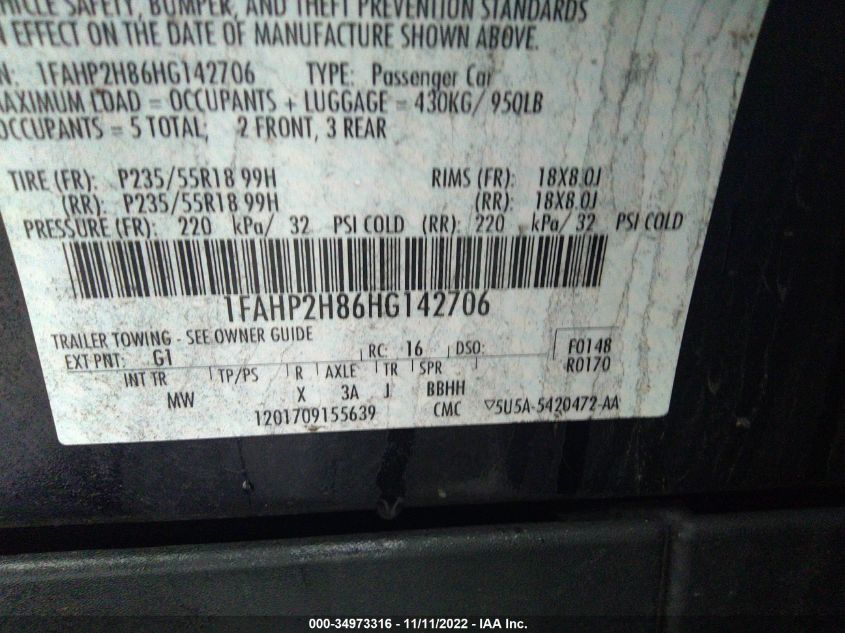 SAFETY, BUMPER, AND THEFT PREVENTION STANDARDS
EFFECT ON THE DATE OF MANUFACTURE SHOWN ABOVE.
1FAHP2H86HG142706 TYPE: Passenger Car
MAXIMUM LOAD = OCCUPANTS + LUGGAGE = 430KG/ 950LB
OCCUPANTS = 5 TOTAL; 2 FRONT, 3 REAR
TIRE (FR): P235/55R18 99H RIMS (FR): 18X8.0J
(RR): P235/55R18 99H (RR): 18X8.0J
PRESSURE (FR): 220 kPa/ 32 PSI COLD (RR): 220 kPa/ 32 PSI COLD
1FAHP2H86HG142706
TRAILER TOWING - SEE OWNER GUIDE
EXT PNT: G1 RC: 16 DSO: F0148
R0170
INT TR TP/PS R AXLE TR SPR
MW X 3A J BBHH
1201709155639 CMC ▽5U5A-5420472-AA
000-34973316 - 11/11/2022 - IAA Inc.